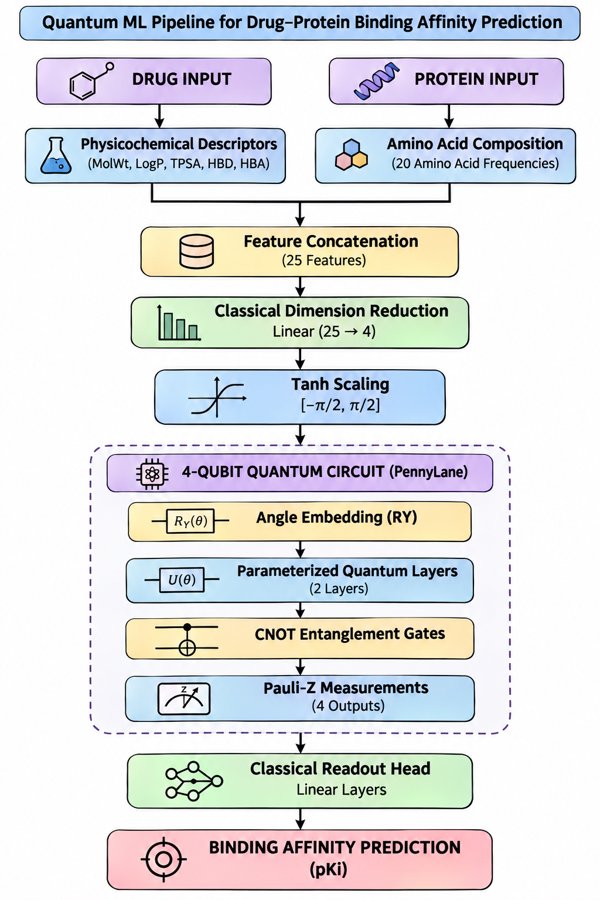 Quantum ML Pipeline for Drug–Protein Binding Affinity Prediction
DRUG INPUT
PROTEIN INPUT
Physicochemical Descriptors
(MolWt, LogP, TPSA, HBD, HBA)
Amino Acid Composition
(20 Amino Acid Frequencies)
Feature Concatenation
(25 Features)
Classical Dimension Reduction
Linear (25 → 4)
Tanh Scaling
[−π/2, π/2]
4-QUBIT QUANTUM CIRCUIT (PennyLane)
R_Y(θ)
Angle Embedding (RY)
U(θ)
Parameterized Quantum Layers
(2 Layers)
CNOT Entanglement Gates
Z
Pauli-Z Measurements
(4 Outputs)
Classical Readout Head
Linear Layers
BINDING AFFINITY PREDICTION
(pKi)